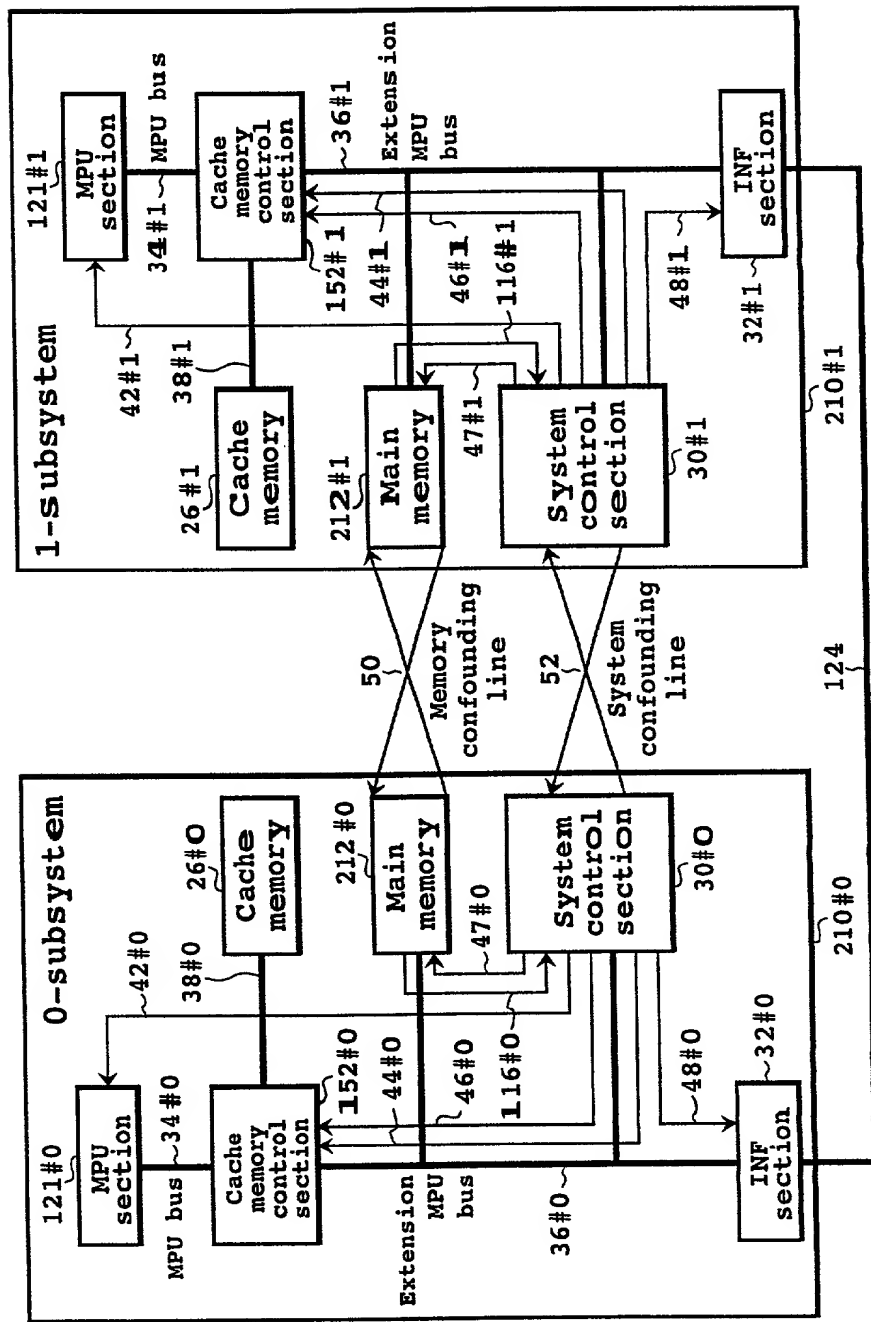 0-subsystem
121#0
MPU
section
42#0
MPU bus
34#0
38#0
26#0
Cache
memory
Cache
memory
control
section
152#0
44#0
46#0
Extension
MPU
bus
212#0
Main
memory
116#0
47#0
System
control
section
30#0
36#0
48#0
INF
section
32#0
210#0
50
Memory
confounding
line
52
System
confounding
line
124
1-subsystem
121#1
MPU
section
42#1
34#1
MPU bus
38#1
26#1
Cache
memory
Cache
memory
control
section
152#1
44#1
46#1
36#1
Extension
MPU
bus
212#1
Main
memory
116#1
47#1
System
control
section
30#1
48#1
INF
section
32#1
210#1